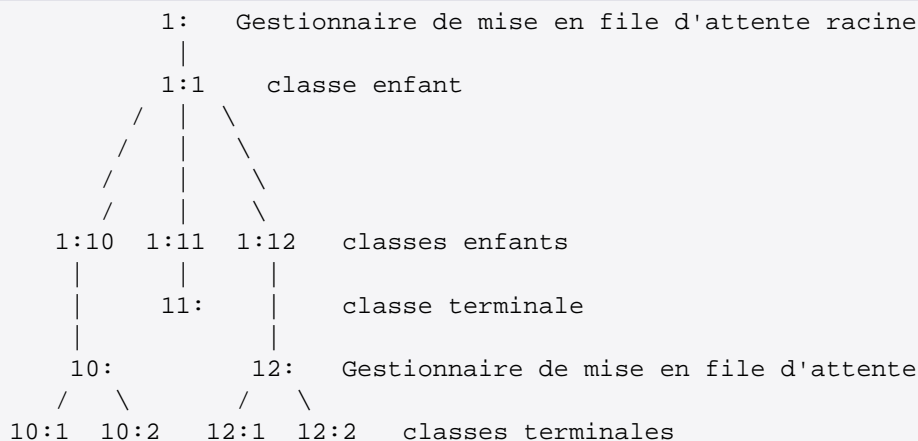 1: Gestionnaire de mise en file d'attente racine
|
1:1 classe enfant
/ | \
/ | \
/ | \
/ | \
1:10 1:11 1:12 classes enfants
| | |
| 11: | classe terminale
| |
10: 12: Gestionnaire de mise en file d'attente
/ \ / \
10:1 10:2 12:1 12:2 classes terminales